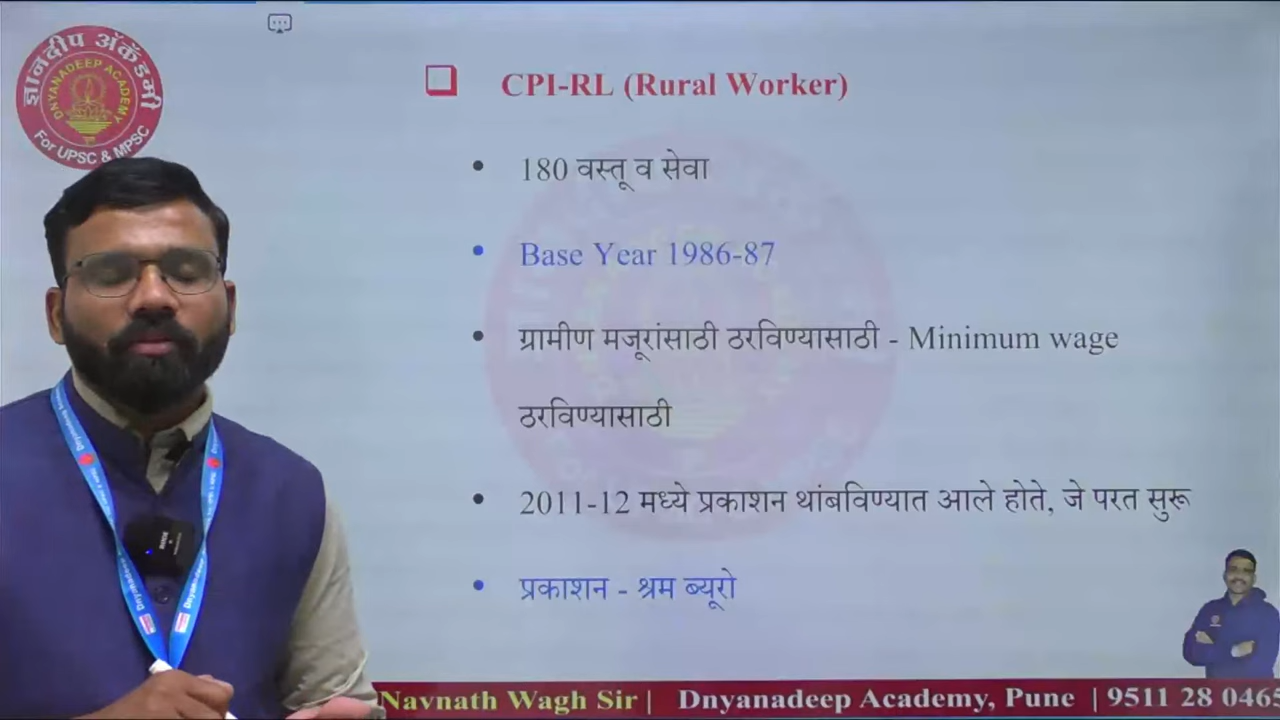 ज्ञानदीप अॅकॅडमी
DNYANADEEP ACADEMY
For UPSC & MPSC
CPI-RL (Rural Worker)
• 180 वस्तू व सेवा
• Base Year 1986-87
• ग्रामीण मजूरांसाठी ठरविण्यासाठी - Minimum wage
ठरविण्यासाठी
• 2011-12 मध्ये प्रकाशन थांबविण्यात आले होते, जे परत सुरू
• प्रकाशन - श्रम ब्यूरो
Navnath Wagh Sir | Dnyanadeep Academy, Pune | 9511 28 0465